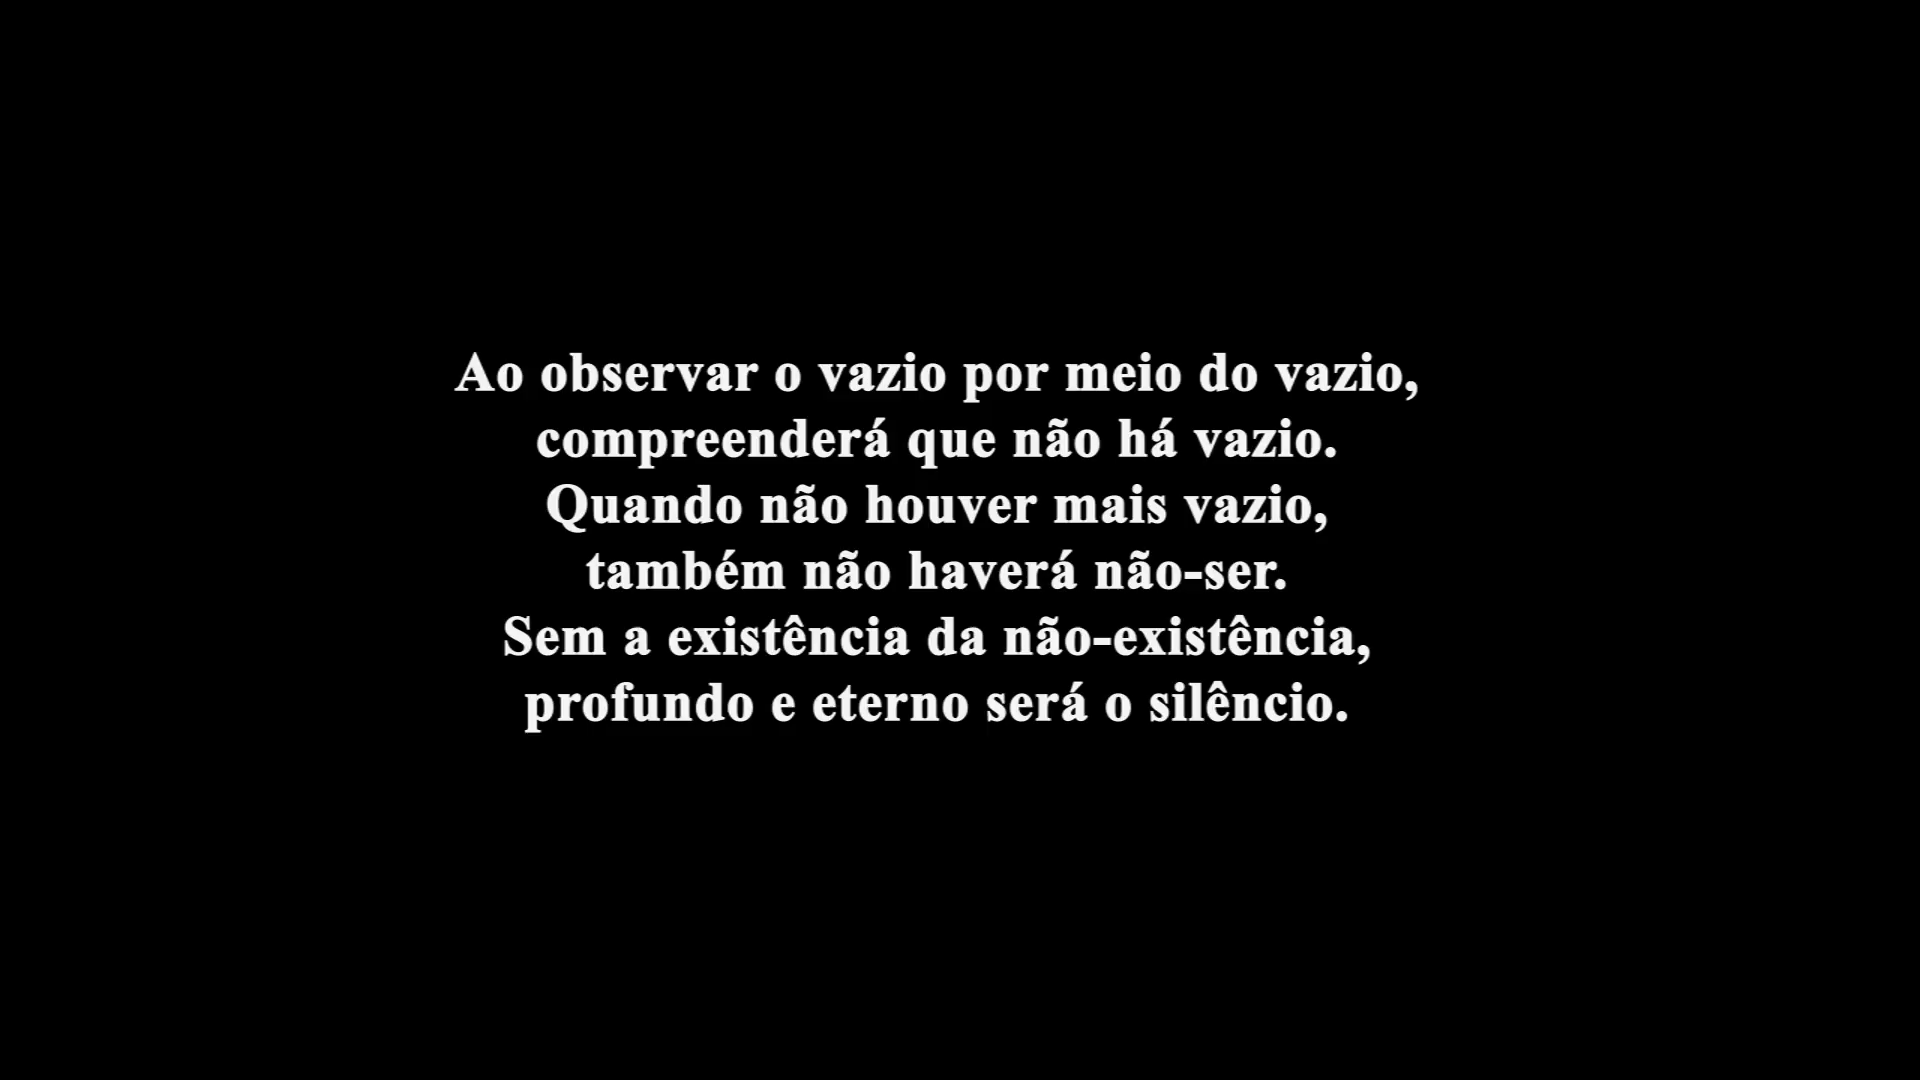 Ao observar o vazio por meio do vazio,
compreenderá que não há vazio.
Quando não houver mais vazio,
também não haverá não-ser.
Sem a existência da não-existência,
profundo e eterno será o silêncio.